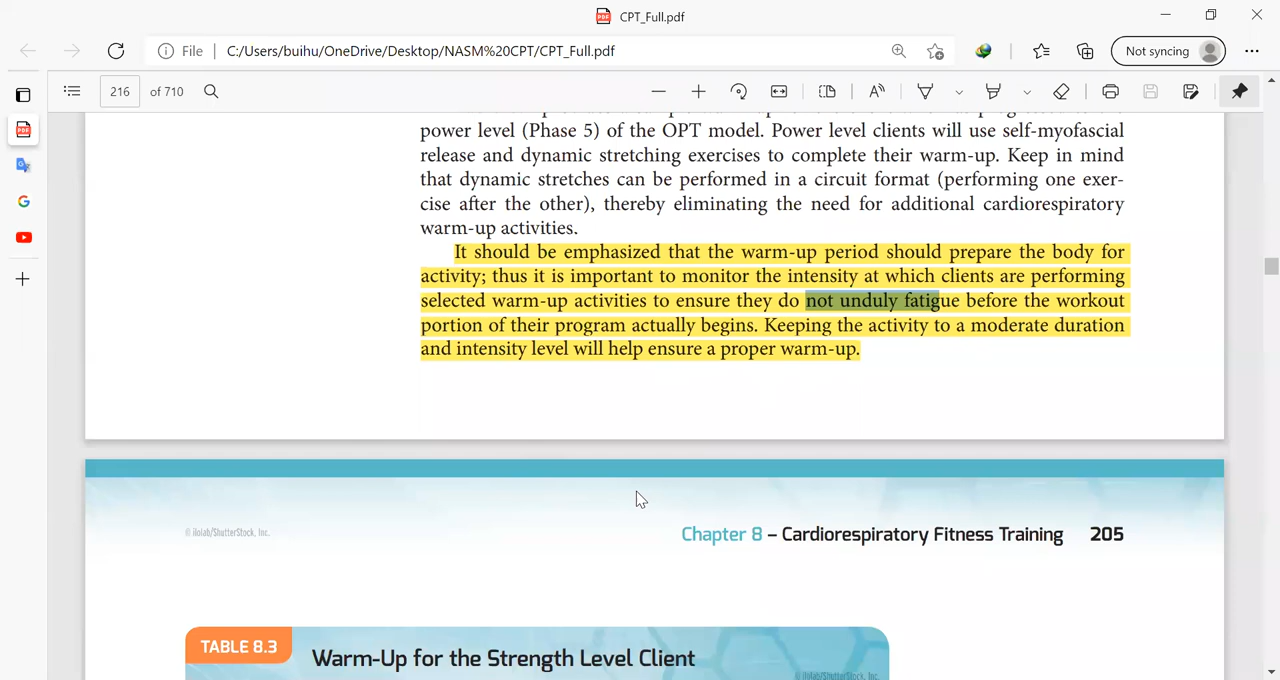 CPT_Full.pdf
File C:/Users/buihu/OneDrive/Desktop/NASM%20CPT/CPT_Full.pdf Not syncing
216 of 710
power level (Phase 5) of the OPT model. Power level clients will use self-myofascial
release and dynamic stretching exercises to complete their warm-up. Keep in mind
that dynamic stretches can be performed in a circuit format (performing one exer-
cise after the other), thereby eliminating the need for additional cardiorespiratory
warm-up activities.
It should be emphasized that the warm-up period should prepare the body for
activity; thus it is important to monitor the intensity at which clients are performing
selected warm-up activities to ensure they do not unduly fatigue before the workout
portion of their program actually begins. Keeping the activity to a moderate duration
and intensity level will help ensure a proper warm-up.
© ilolab/ShutterStock, Inc.
Chapter 8 – Cardiorespiratory Fitness Training 205
TABLE 8.3
Warm-Up for the Strength Level Client
© ilolab/ShutterStock, Inc.